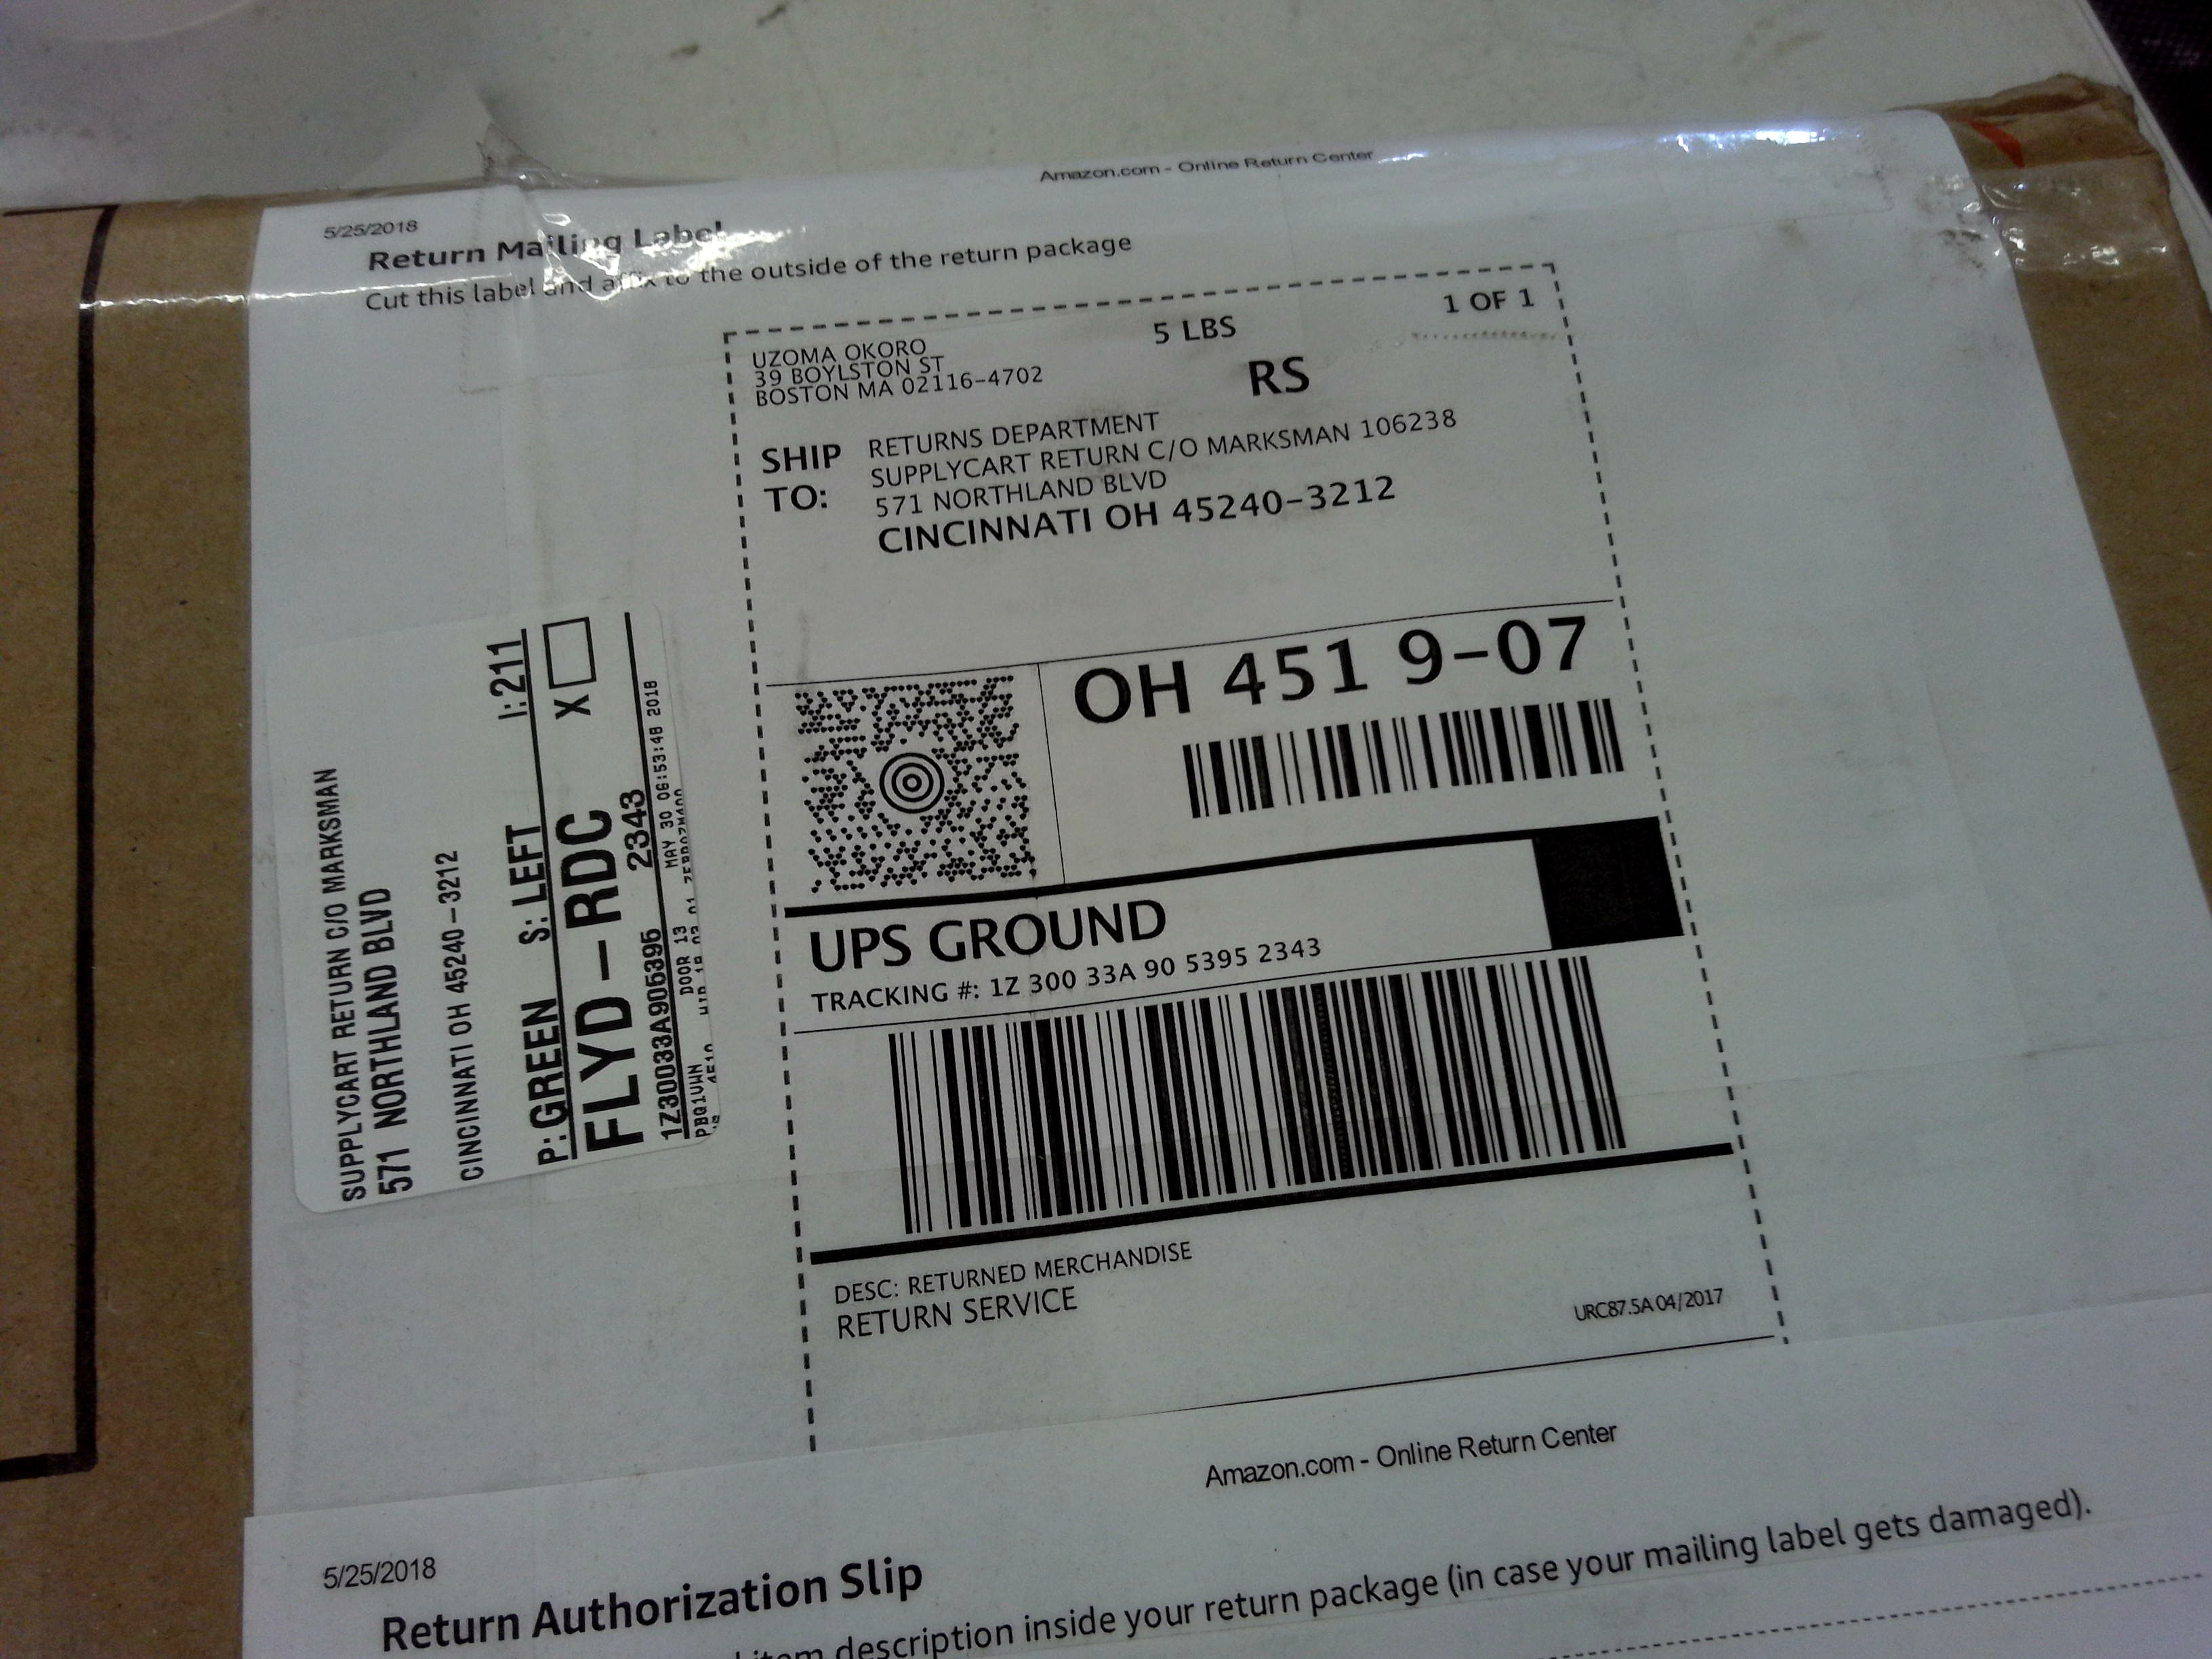 Amazon.com - Online Return Center
5/25/2018
Return Mailing Label
Cut this label and affix to the outside of the return package
UZOMA OKORO
39 BOYLSTON ST
BOSTON MA 02116-4702
5 LBS
1 OF 1
RS
SHIP TO:
RETURNS DEPARTMENT
SUPPLYCART RETURN C/O MARKSMAN 106238
571 NORTHLAND BLVD
CINCINNATI OH 45240-3212
OH 451 9-07
UPS GROUND
TRACKING #: 1Z 300 33A 90 5395 2343
DESC: RETURNED MERCHANDISE
RETURN SERVICE
URC87.5A 04/2017
SUPPLYCART RETURN C/O MARKSMAN
571 NORTHLAND BLVD
CINCINNATI OH 45240-3212
P: GREEN S: LEFT I: 211
FLYD-RDC X
1Z30033A905395 2343
DOOR 13 MAY 30 06:53:48 2018
Amazon.com - Online Return Center
5/25/2018
Return Authorization Slip
item description inside your return package (in case your mailing label gets damaged).